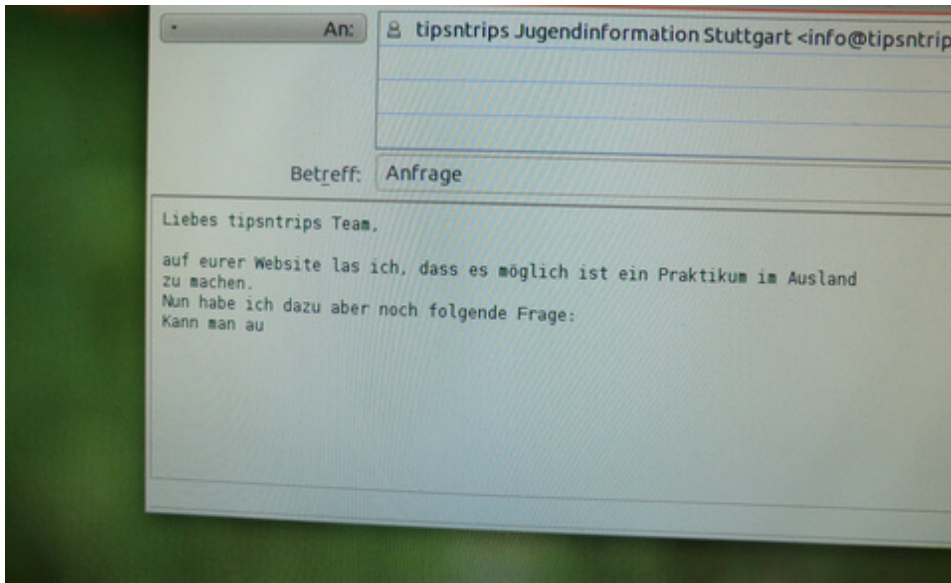 An:
tipsntrips Jugendinformation Stuttgart <info@tipsntrip
Betreff:
Anfrage
Liebes tipsntrips Team,
auf eurer Website las ich, dass es möglich ist ein Praktikum im Ausland
zu machen.
Nun habe ich dazu aber noch folgende Frage:
Kann man au